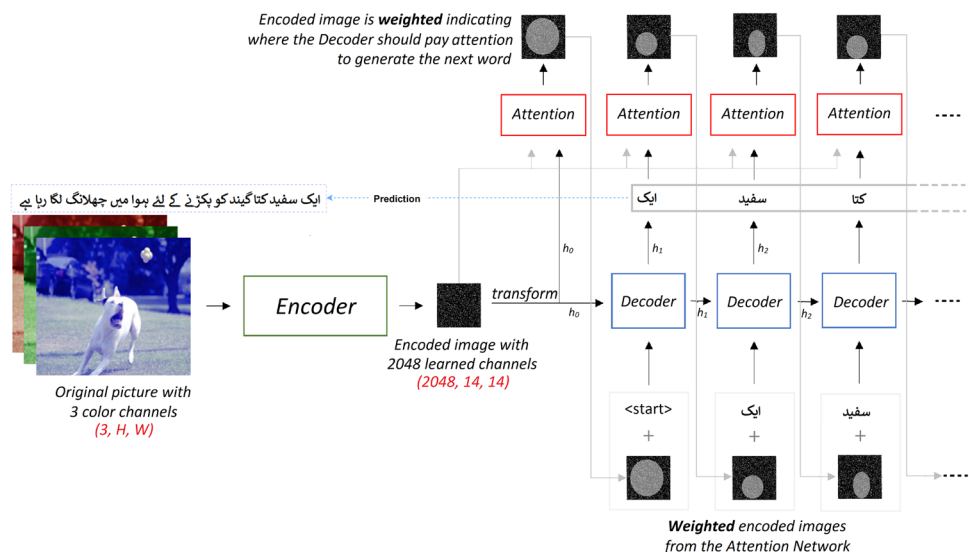 Encoded image is weighted indicating
where the Decoder should pay attention
to generate the next word
Attention
Attention
Attention
Attention
ایک سفید کتا گیند کو پکڑنے کے لئے ہوا میں چھلانگ لگا رہا ہے
Prediction
ایک
سفید
کتا
h0
h1
h2
Encoder
transform
h0
Decoder
h1
Decoder
h2
Decoder
Encoded image with
2048 learned channels
(2048, 14, 14)
Original picture with
3 color channels
(3, H, W)
<start>
ایک
سفید
+
+
+
Weighted encoded images
from the Attention Network